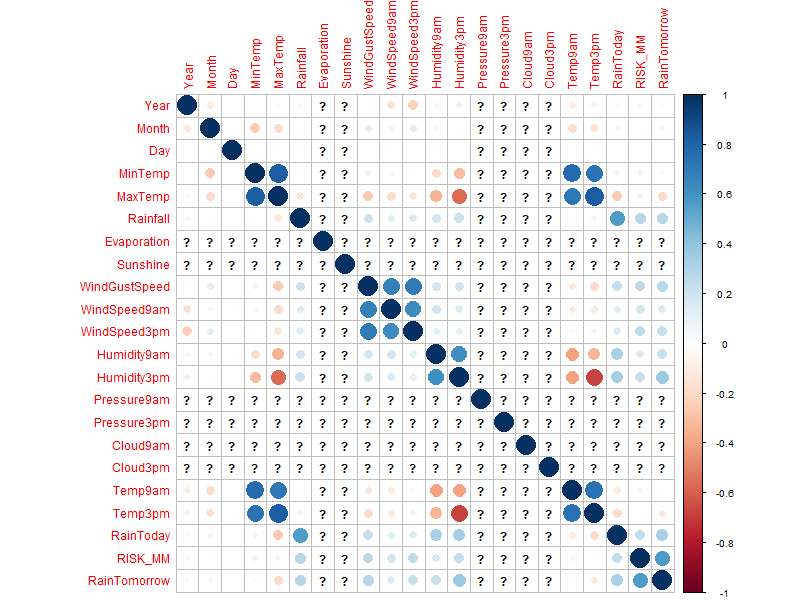 Year
Month
Day
MinTemp
MaxTemp
Rainfall
Evaporation
Sunshine
WindGustSpeed
WindSpeed9am
WindSpeed3pm
Humidity9am
Humidity3pm
Pressure9am
Pressure3pm
Cloud9am
Cloud3pm
Temp9am
Temp3pm
RainToday
RISK_MM
RainTomorrow
Year ? ? ? ? ? ?
Month ? ? ? ? ? ?
Day ? ? ? ? ? ?
MinTemp ? ? ? ? ? ?
MaxTemp ? ? ? ? ? ?
Rainfall ? ? ? ? ? ?
Evaporation ? ? ? ? ? ? ? ? ? ? ? ? ? ? ? ? ? ? ? ? ?
Sunshine ? ? ? ? ? ? ? ? ? ? ? ? ? ? ? ? ? ? ? ? ?
WindGustSpeed ? ? ? ? ? ?
WindSpeed9am ? ? ? ? ? ?
WindSpeed3pm ? ? ? ? ? ?
Humidity9am ? ? ? ? ? ?
Humidity3pm ? ? ? ? ? ?
Pressure9am ? ? ? ? ? ? ? ? ? ? ? ? ? ? ? ? ? ? ? ? ?
Pressure3pm ? ? ? ? ? ? ? ? ? ? ? ? ? ? ? ? ? ? ? ? ?
Cloud9am ? ? ? ? ? ? ? ? ? ? ? ? ? ? ? ? ? ? ? ? ?
Cloud3pm ? ? ? ? ? ? ? ? ? ? ? ? ? ? ? ? ? ? ? ? ?
Temp9am ? ? ? ? ? ?
Temp3pm ? ? ? ? ? ?
RainToday ? ? ? ? ? ?
RISK_MM ? ? ? ? ? ?
RainTomorrow ? ? ? ? ? ?
1
0.8
0.6
0.4
0.2
0
-0.2
-0.4
-0.6
-0.8
-1